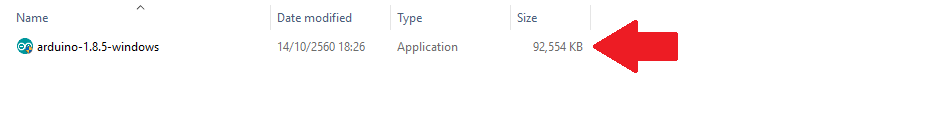 Name Date modified Type Size
arduino-1.8.5-windows 14/10/2560 18:26 Application 92,554 KB